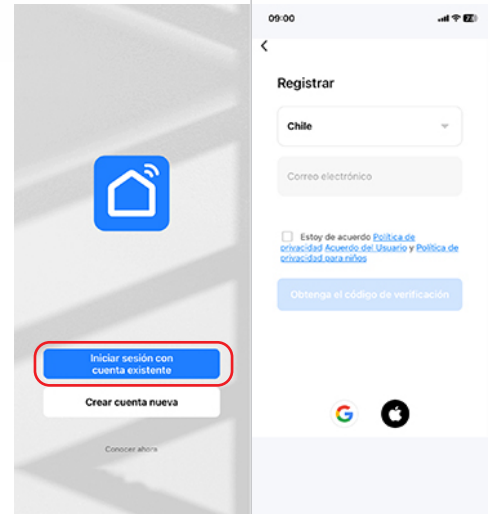 Iniciar sesión con
cuenta existente
Crear cuenta nueva
Conocer ahora
09:00
Registrar
Chile
Correo electrónico
Estoy de acuerdo Política de
privacidad Acuerdo del Usuario y Política de
privacidad para niños
Obtenga el código de verificación